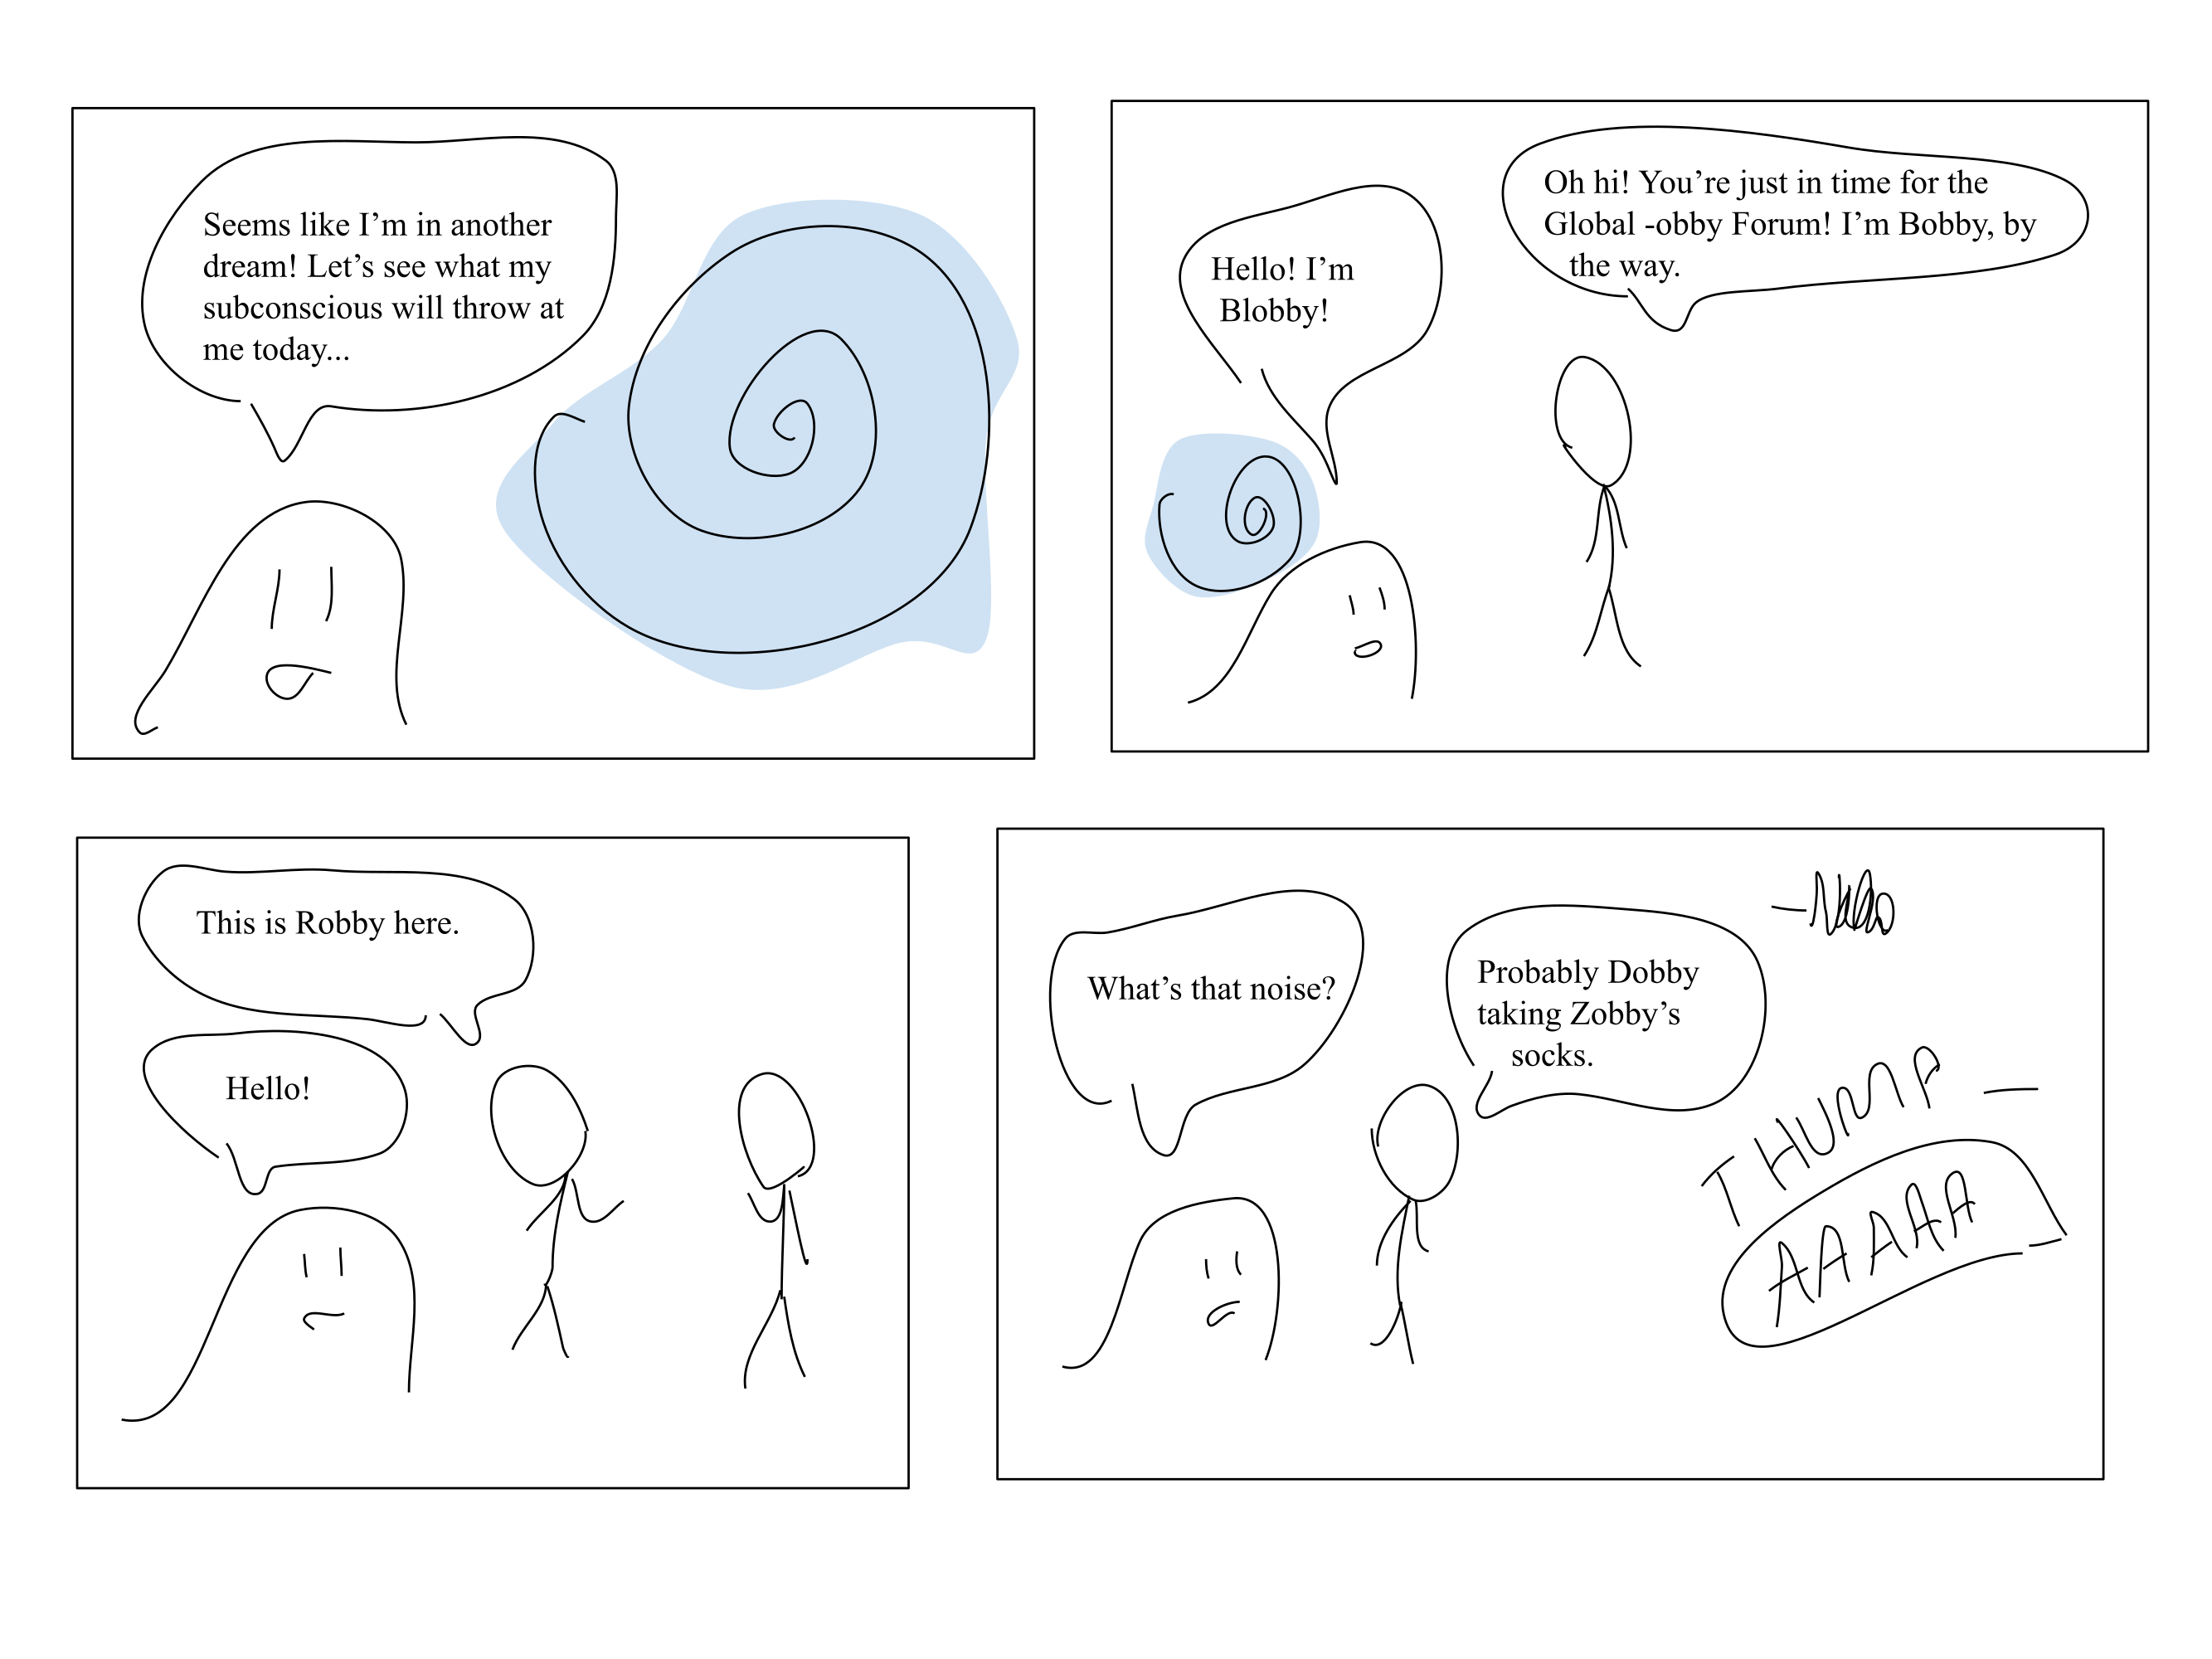 Seems like I'm in another
dream! Let's see what my
subconscious will throw at
me today...
Hello! I'm
Blobby!
Oh hi! You're just in time for the
Global -obby Forum! I'm Bobby, by
the way.
This is Robby here.
Hello!
What's that noise?
Probably Dobby
taking Zobby's
socks.
THUMP
AAAAA